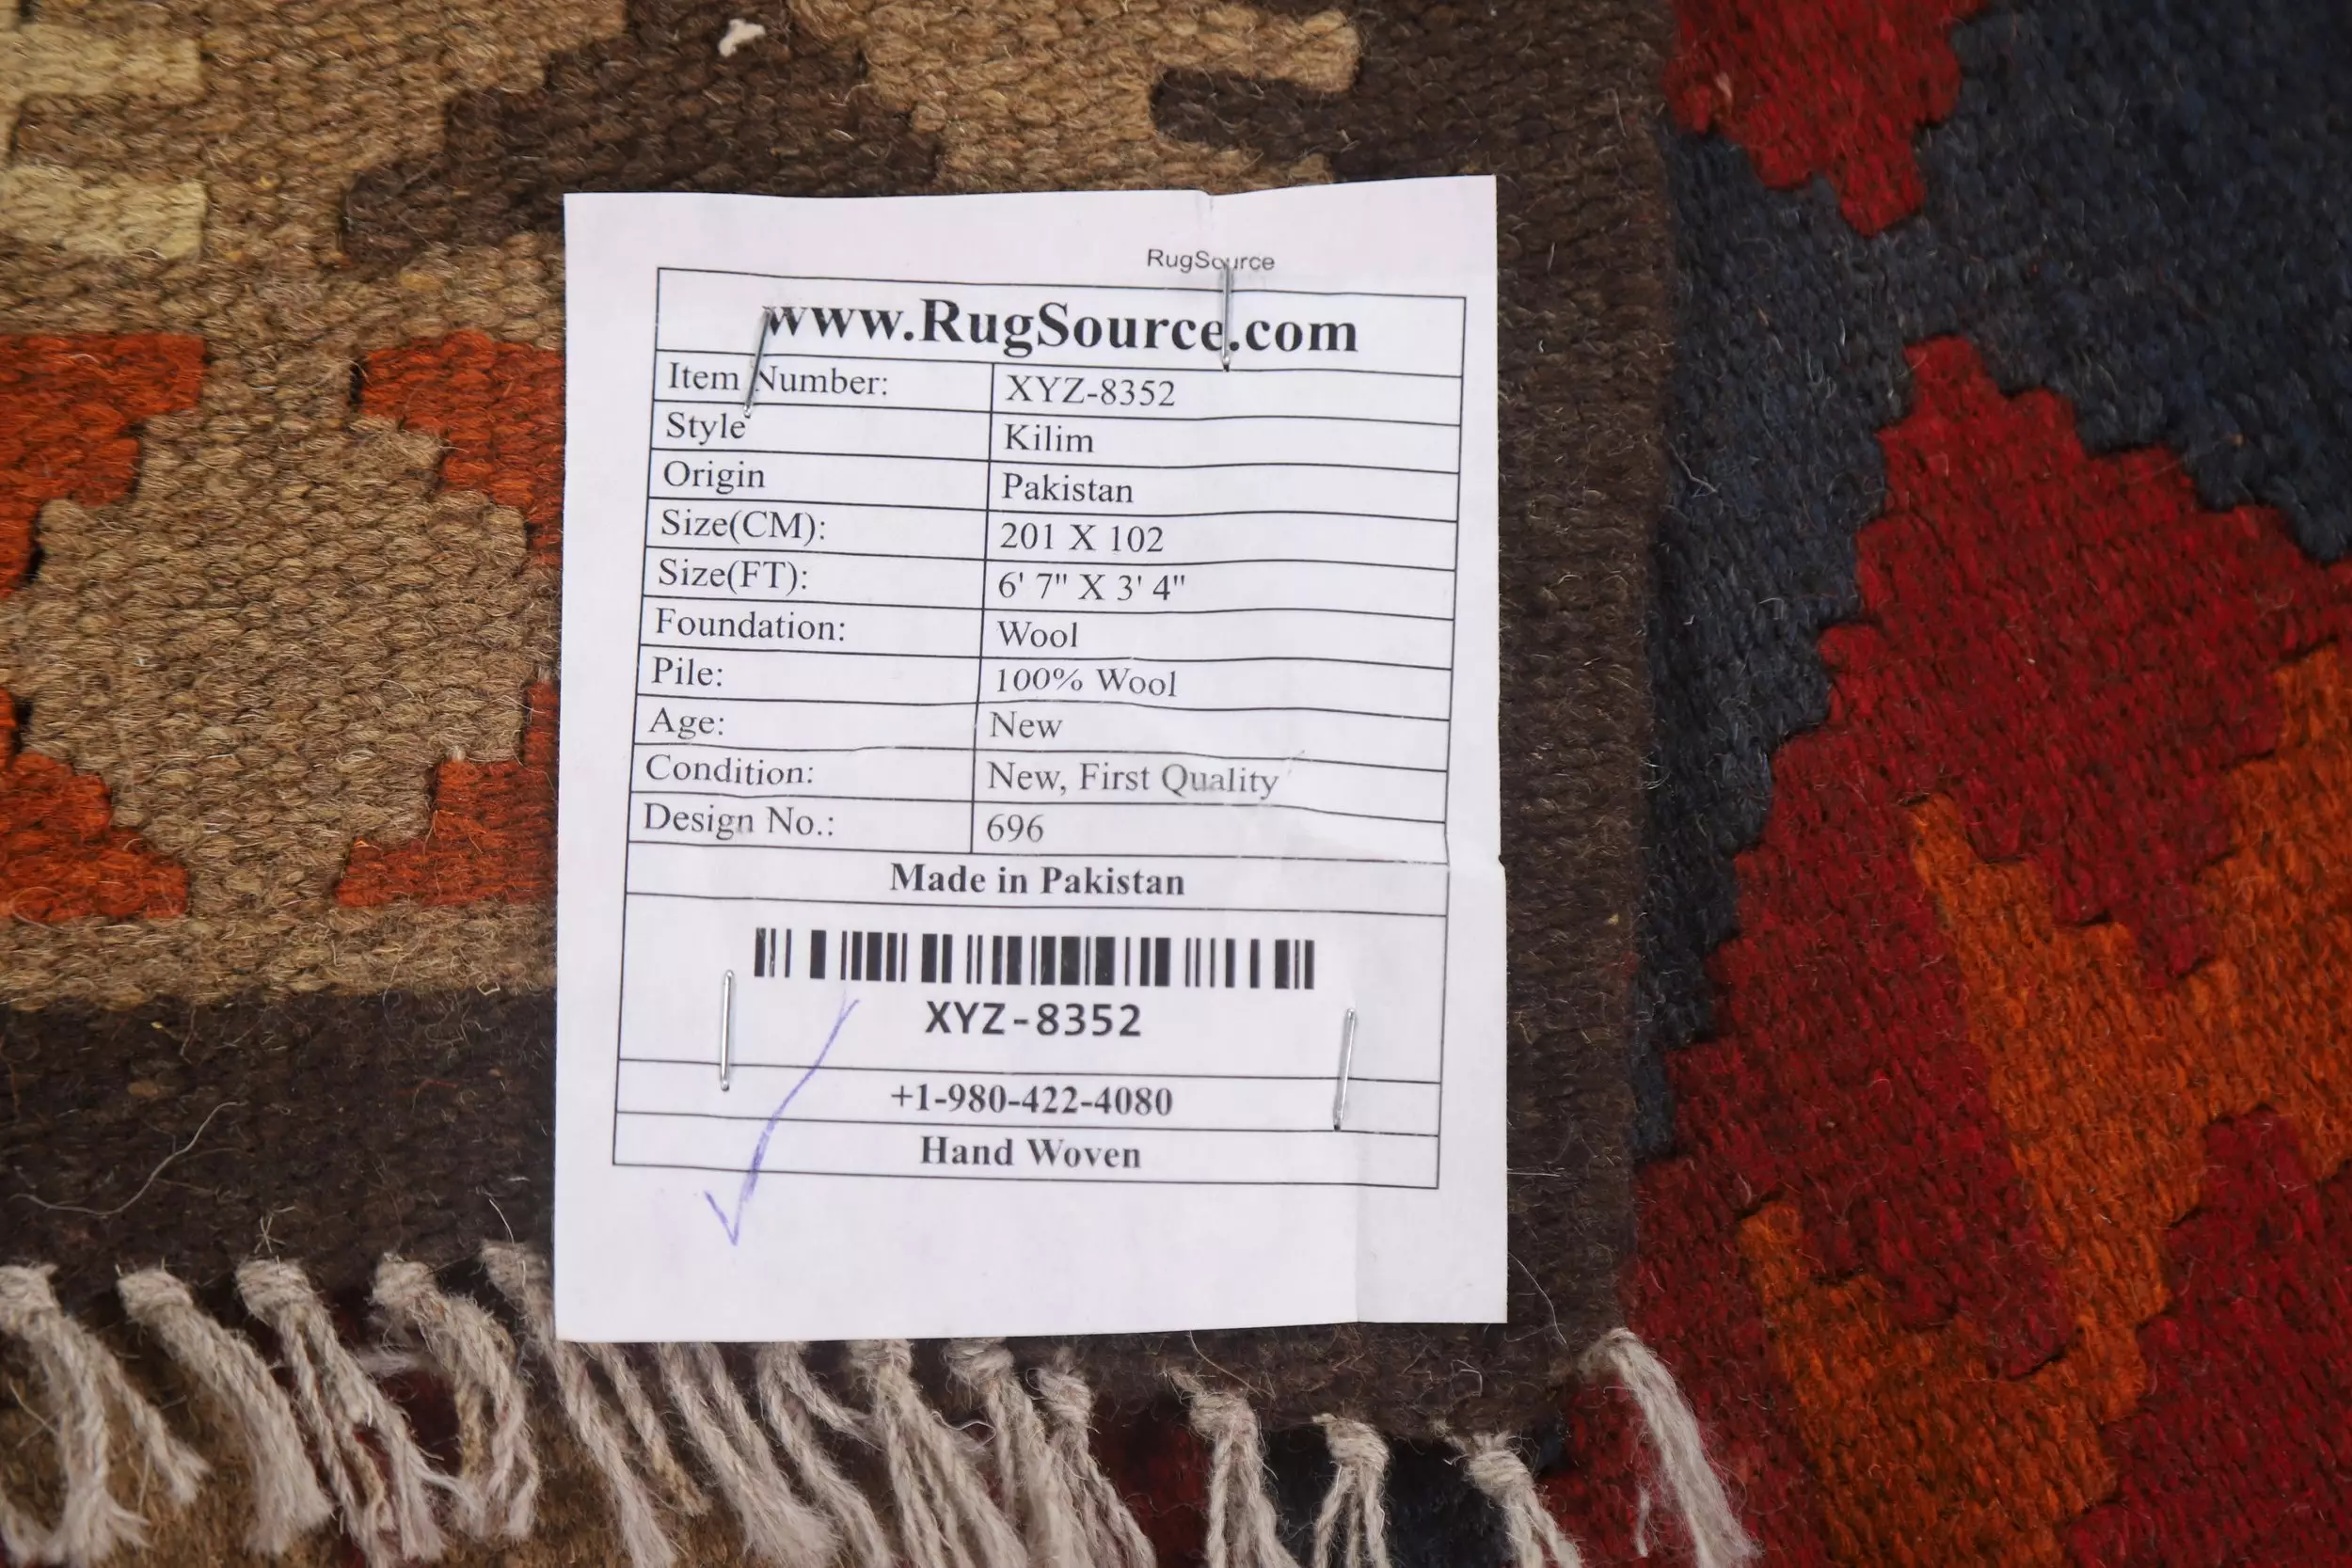 RugSource
www.RugSource.com
Item Number: XYZ-8352
Style Kilim
Origin Pakistan
Size(CM): 201 X 102
Size(FT): 6' 7" X 3' 4"
Foundation: Wool
Pile: 100% Wool
Age: New
Condition: New, First Quality
Design No.: 696
Made in Pakistan
XYZ-8352
+1-980-422-4080
Hand Woven